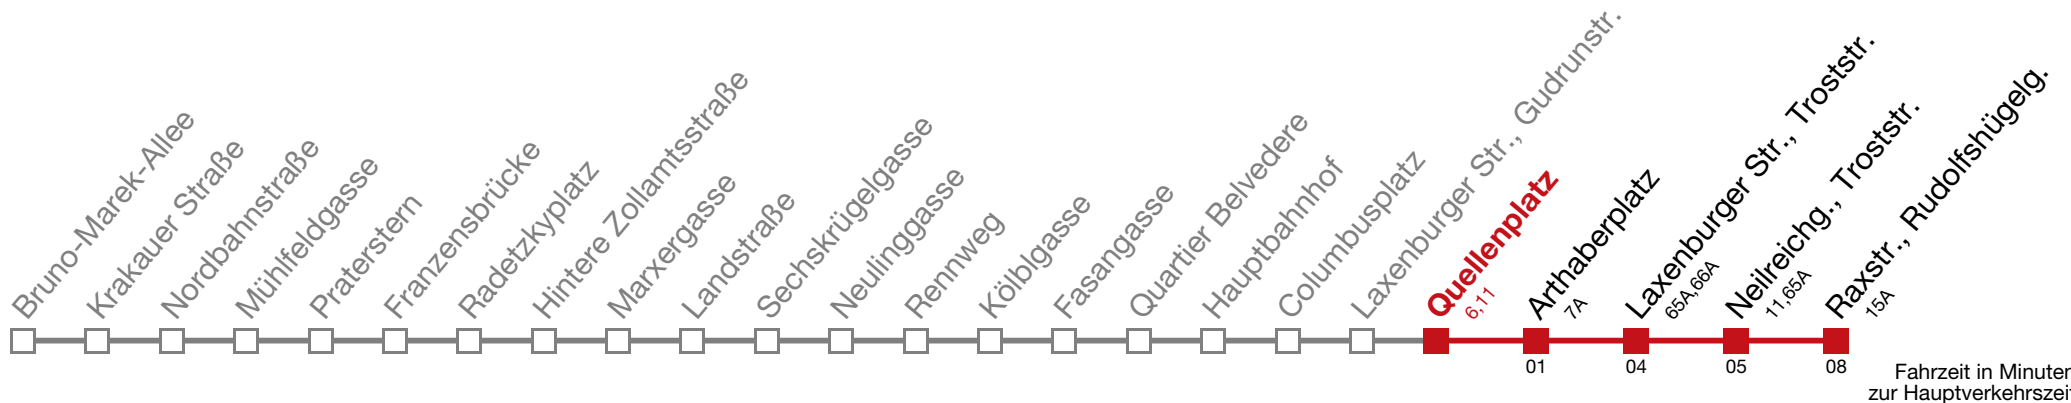 Bruno-Marek-Allee
Krakauer Straße
Nordbahnstraße
Mühlfeldgasse
Praterstern
Franzensbrücke
Radetzkyplatz
Hintere Zollamtsstraße
Marxergasse
Landstraße
Sechskrügelgasse
Neulinggasse
Rennweg
Kölblgasse
Fasangasse
Quartier Belvedere
Hauptbahnhof
Columbusplatz
Laxenburger Str., Gudrunstr.
Quellenplatz
6,11
Arthaberplatz
7A
Laxenburger Str., Troststr.
65A,66A
Neilreichg., Troststr.
11,65A
Raxstr., Rudolfshügelg.
15A
01
04
05
08
Fahrzeit in Minuten
zur Hauptverkehrszeit